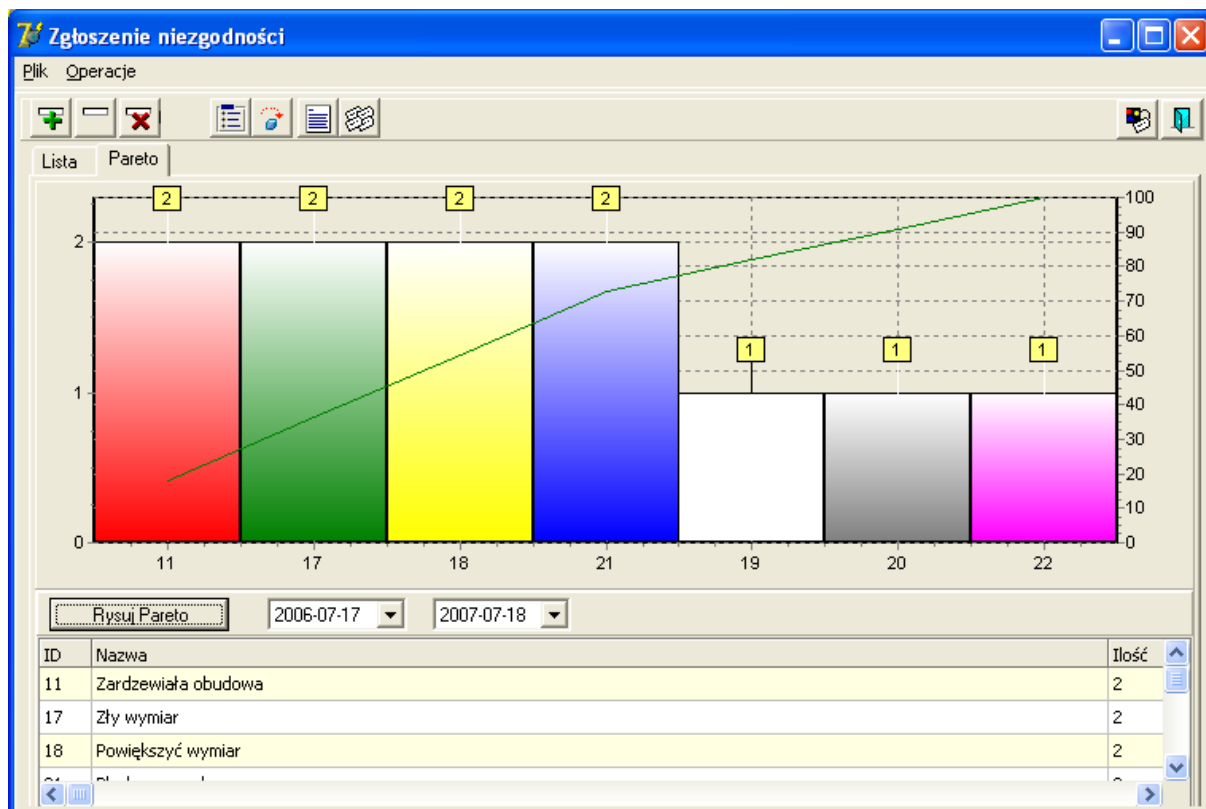 Zgłoszenie niezgodności
Plik Operacje
Lista Pareto
2 2 2 2 100
90
2
80
70
60
1 1 1
50
1 40
30
20
10
0 0
11 17 18 21 19 20 22
Rysuj Pareto 2006-07-17 2007-07-18
ID Nazwa Ilość
11 Zardzewiała obudowa 2
17 Zły wymiar 2
18 Powiększyć wymiar 2